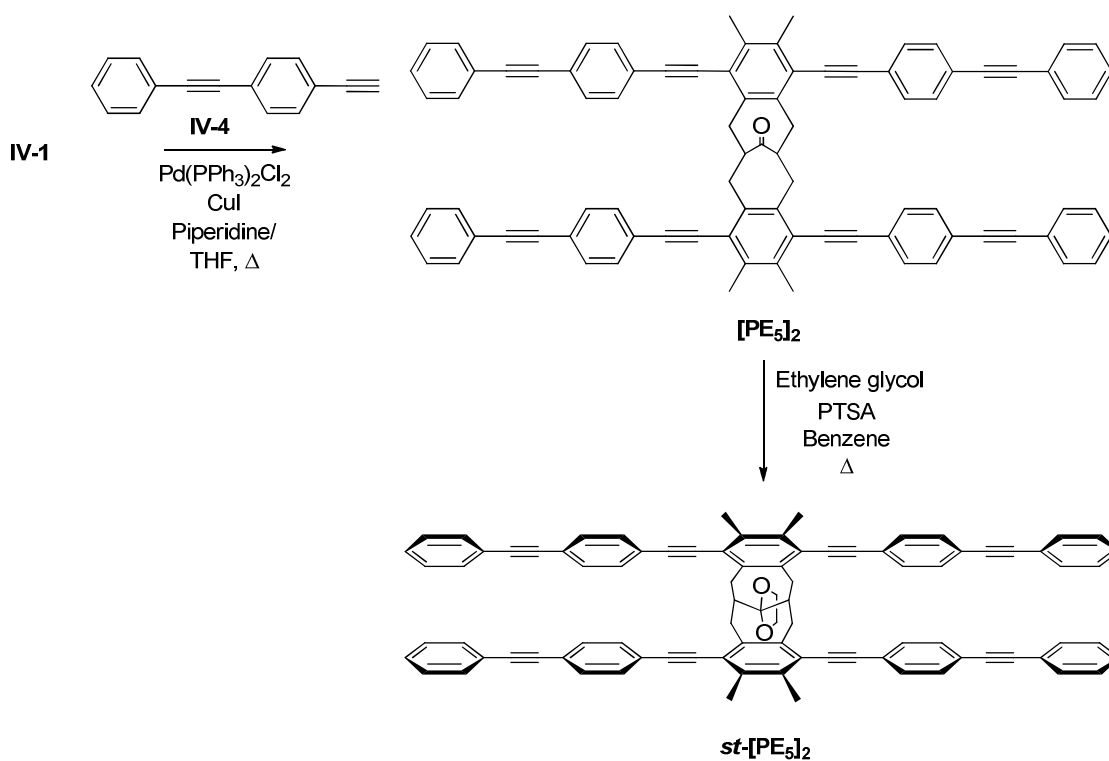 IV-4
IV-1
Pd(PPh3)2Cl2
CuI
Piperidine/
THF, Δ
O
[PE5]2
Ethylene glycol
PTSA
Benzene
Δ
O
O
st-[PE5]2